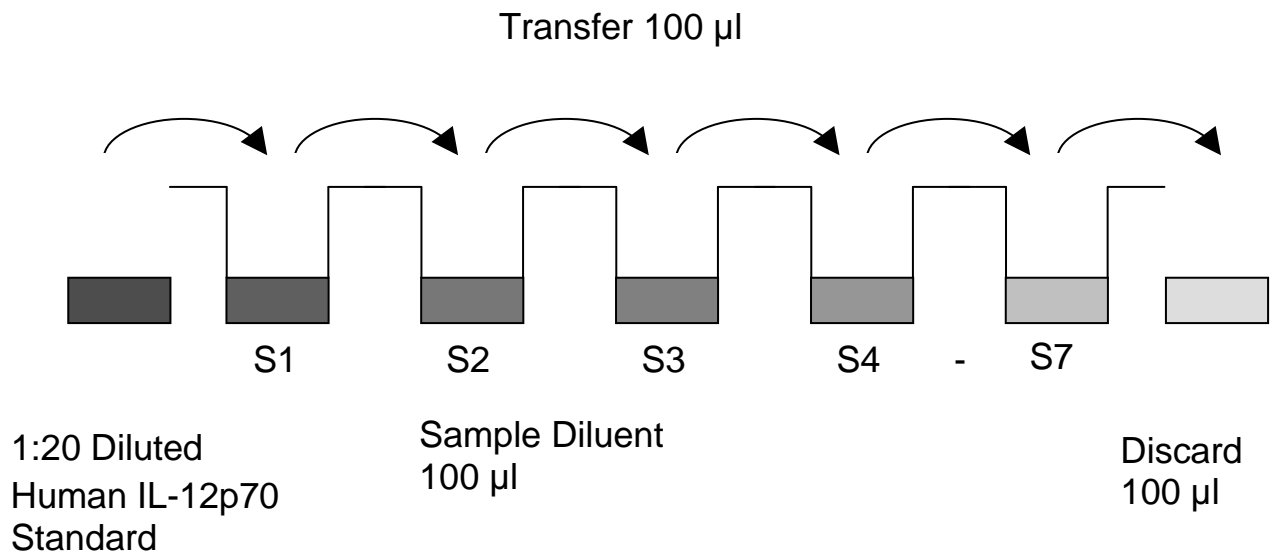 Transfer 100 µl
S1 S2 S3 S4 - S7
1:20 Diluted
Human IL-12p70
Standard
Sample Diluent
100 µl
Discard
100 µl